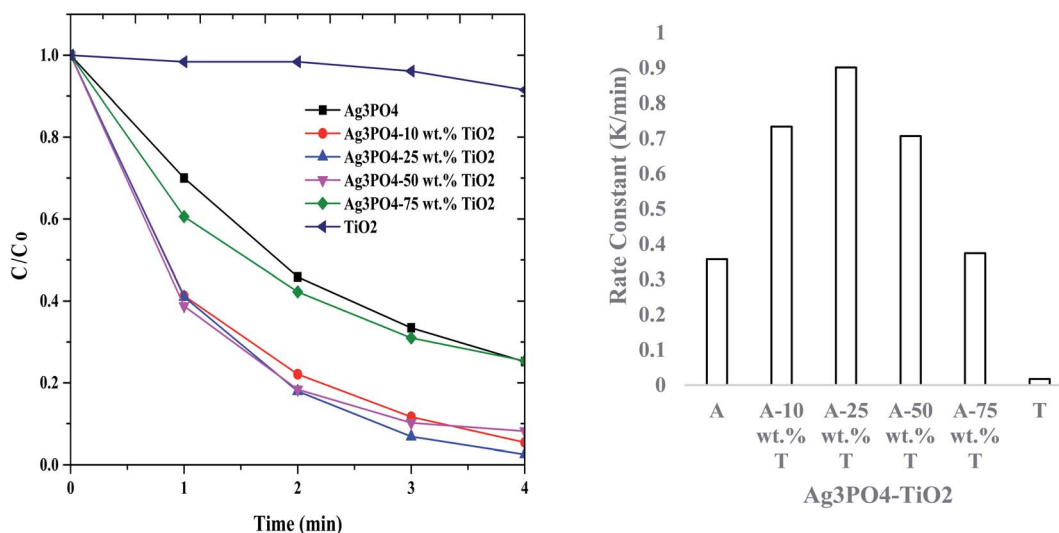 1.0
0.8
0.6
0.4
0.2
0.0
0
1
2
3
4
C/Co
Time (min)
Ag3PO4
Ag3PO4-10 wt.% TiO2
Ag3PO4-25 wt.% TiO2
Ag3PO4-50 wt.% TiO2
Ag3PO4-75 wt.% TiO2
TiO2
Rate Constant (K/min)
1
0.9
0.8
0.7
0.6
0.5
0.4
0.3
0.2
0.1
0
A A-10 A-25 A-50 A-75 T
wt.% wt.% wt.% wt.%
T T T T
Ag3PO4-TiO2